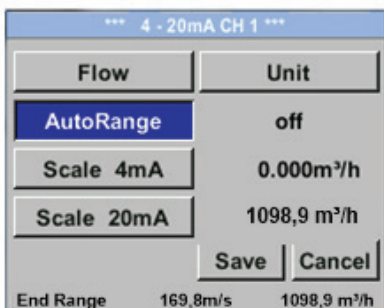 *** 4 - 20mA CH 1 ***
Flow Unit
AutoRange off
Scale 4mA 0.000m³/h
Scale 20mA 1098,9 m³/h
Save Cancel
End Range 169,8m/s 1098,9 m³/h